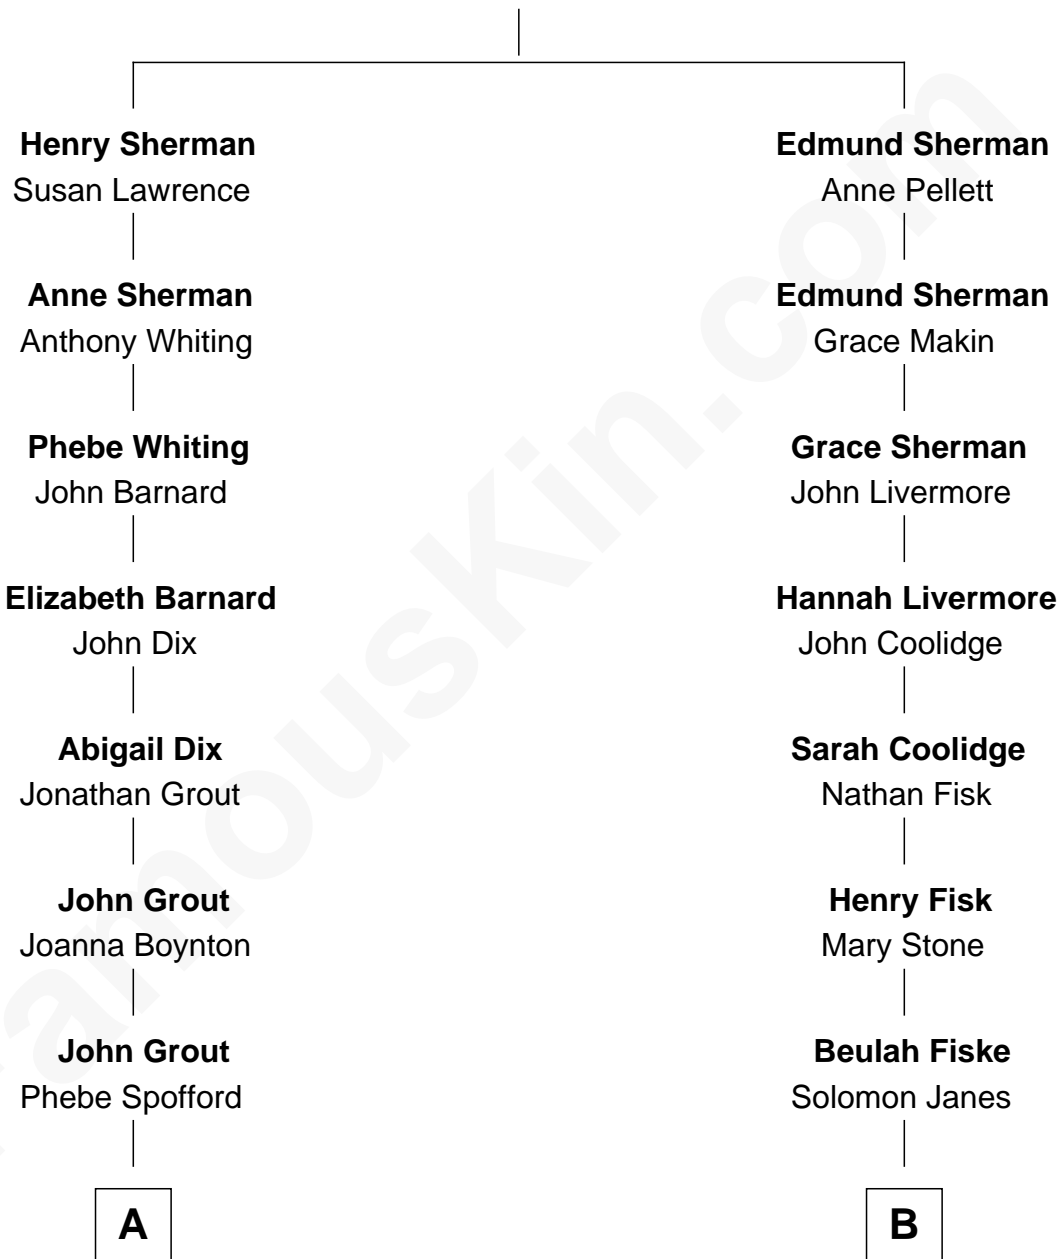 Henry Sherman
Susan Lawrence
Anne Sherman
Anthony Whiting
Phebe Whiting
John Barnard
Elizabeth Barnard
John Dix
Abigail Dix
Jonathan Grout
John Grout
Joanna Boynton
John Grout
Phebe Spofford
A
Edmund Sherman
Anne Pellett
Edmund Sherman
Grace Makin
Grace Sherman
John Livermore
Hannah Livermore
John Coolidge
Sarah Coolidge
Nathan Fisk
Henry Fisk
Mary Stone
Beulah Fiske
Solomon Janes
B
FamousKin.com